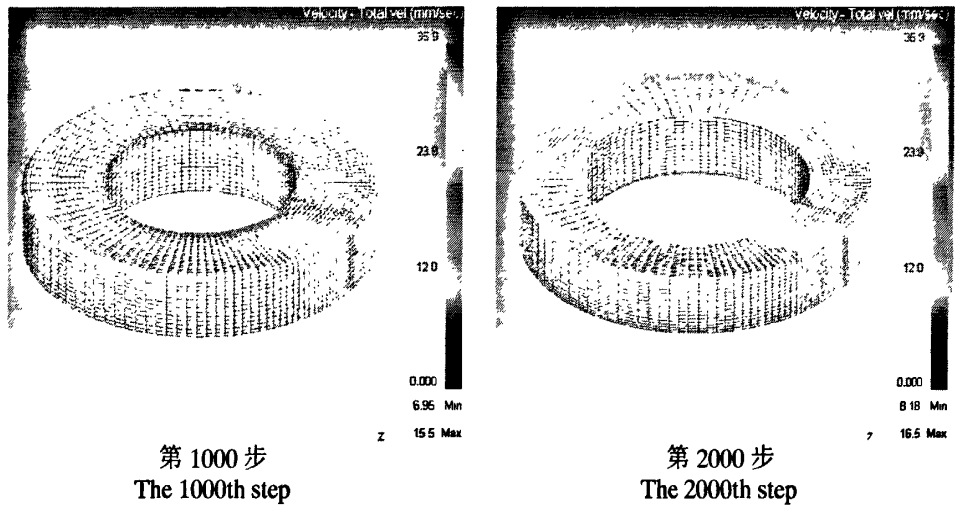 Velocity - Total vel (mm/sec)
35.9
23.9
12.0
0.000
6.95 Min
Z 15.5 Max
第 1000 步
The 1000th step
Velocity - Total vel (mm/sec)
35.9
23.9
12.0
0.000
8.18 Min
16.5 Max
第 2000 步
The 2000th step